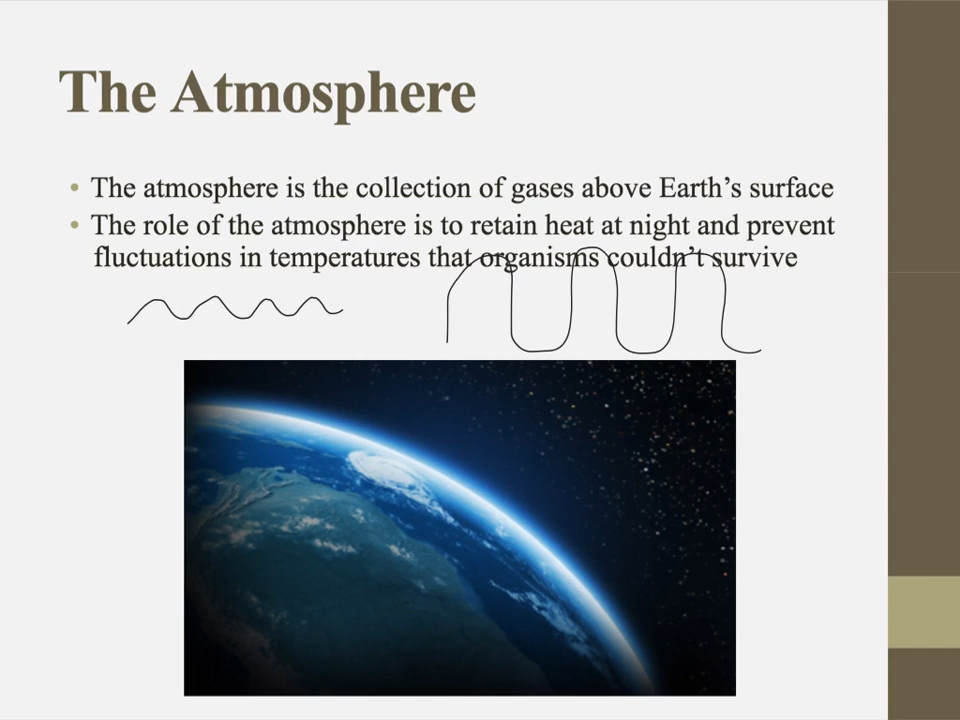 The Atmosphere
• The atmosphere is the collection of gases above Earth’s surface
• The role of the atmosphere is to retain heat at night and prevent
fluctuations in temperatures that organisms couldn’t survive